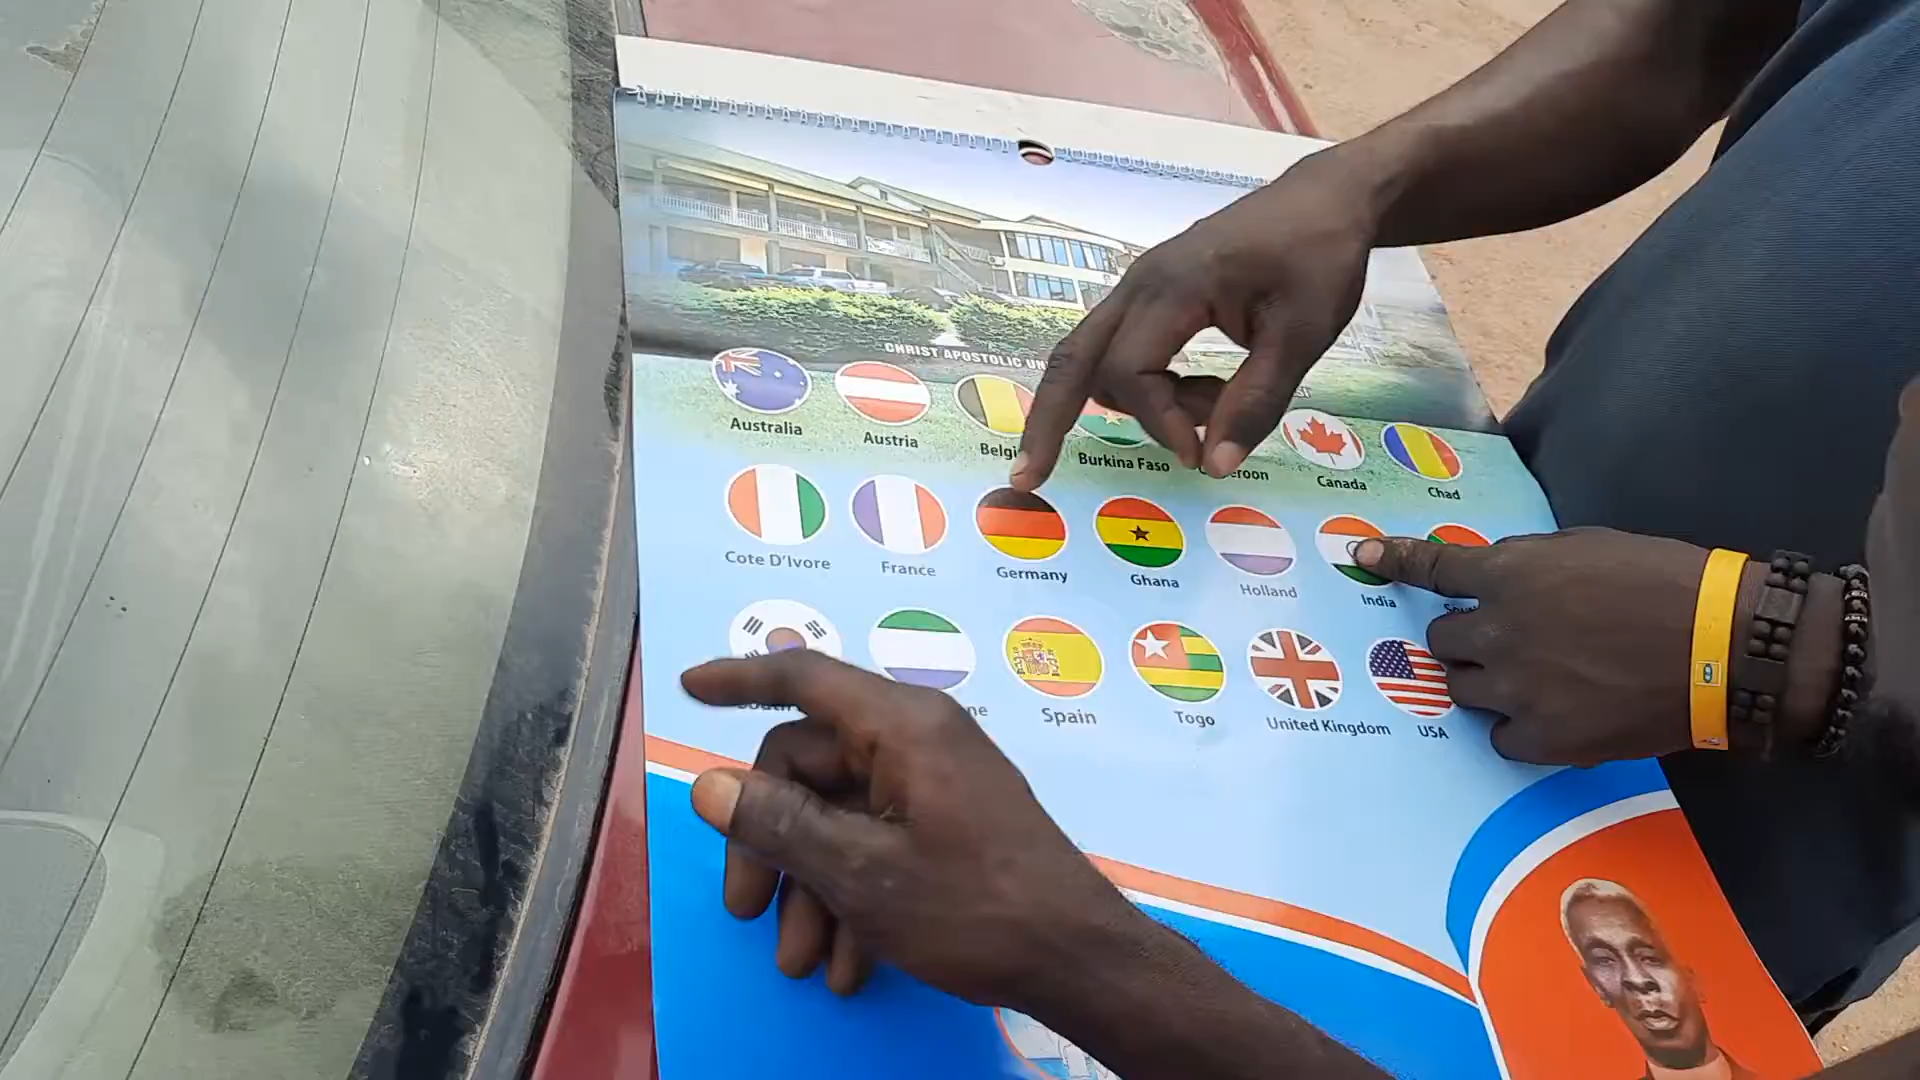 CHRIST APOSTOLIC
Australia
Austria
Burkina Faso
Canada
Chad
Cote D'Ivore
France
Germany
Ghana
Holland
India
Spain
Togo
United Kingdom
USA